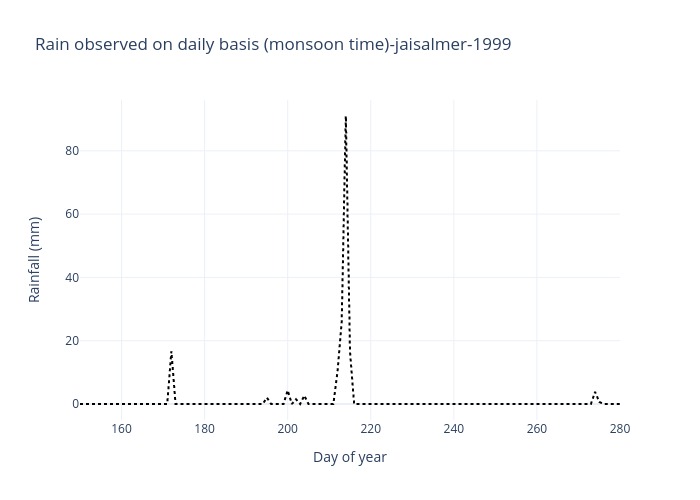 Rain observed on daily basis (monsoon time)-jaisalmer-1999
Rainfall (mm)
80
60
40
20
0
160 180 200 220 240 260 280
Day of year